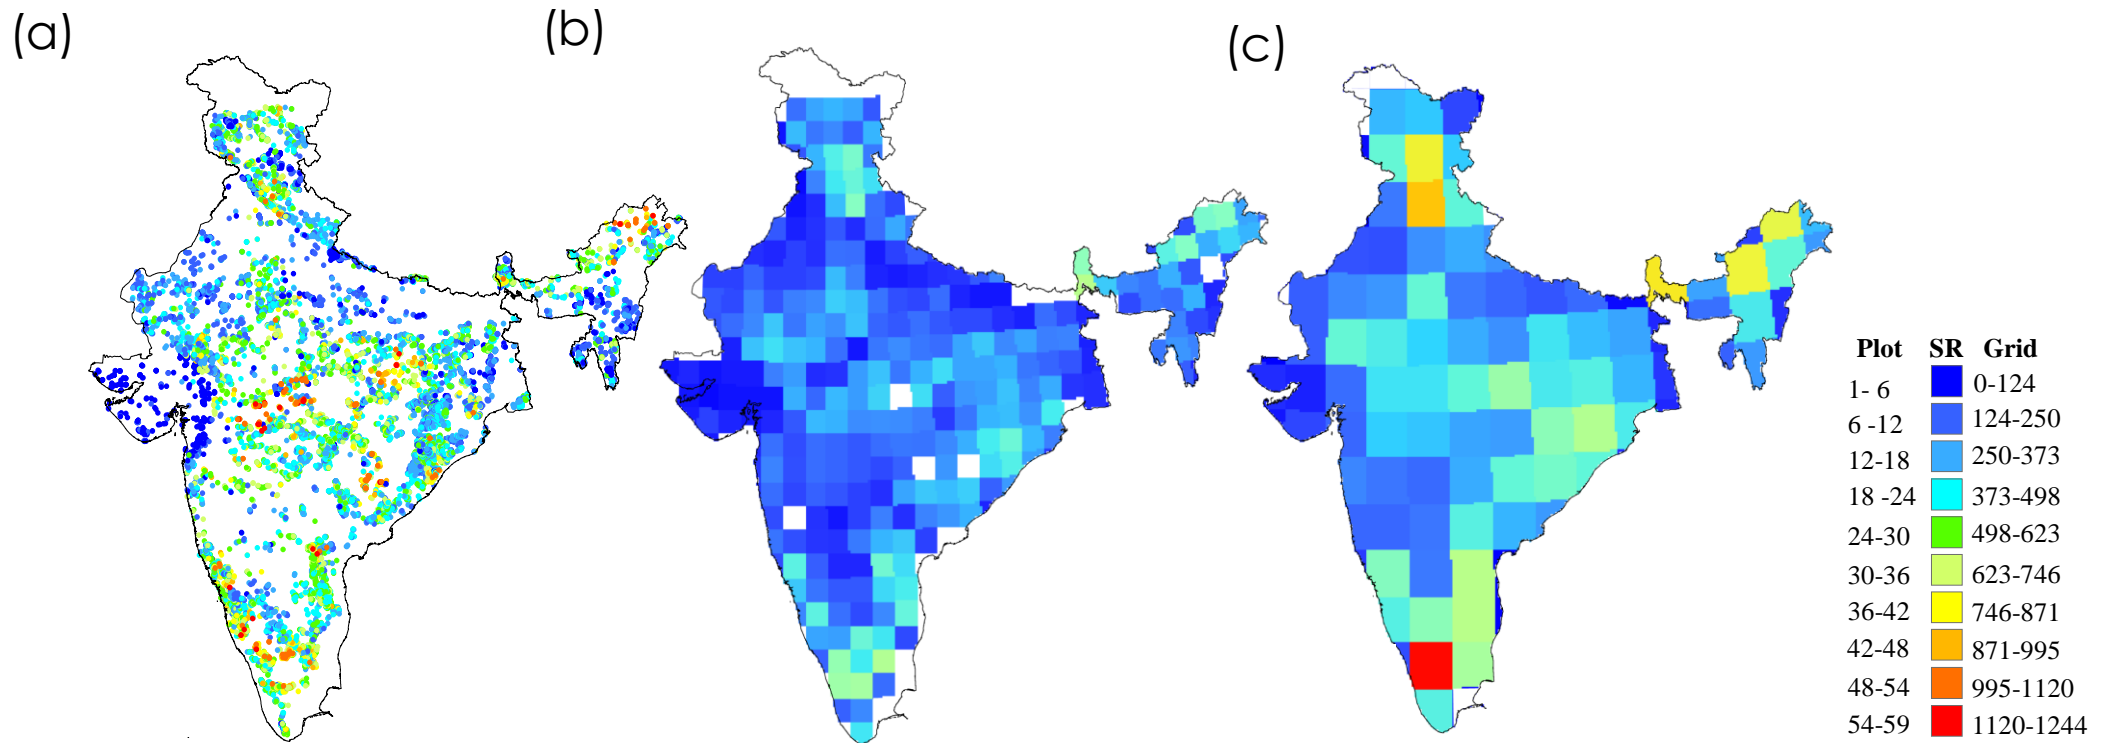 (a)
(b)
(c)
Plot SR Grid
1- 6 0-124
6 -12 124-250
12-18 250-373
18 -24 373-498
24-30 498-623
30-36 623-746
36-42 746-871
42-48 871-995
48-54 995-1120
54-59 1120-1244